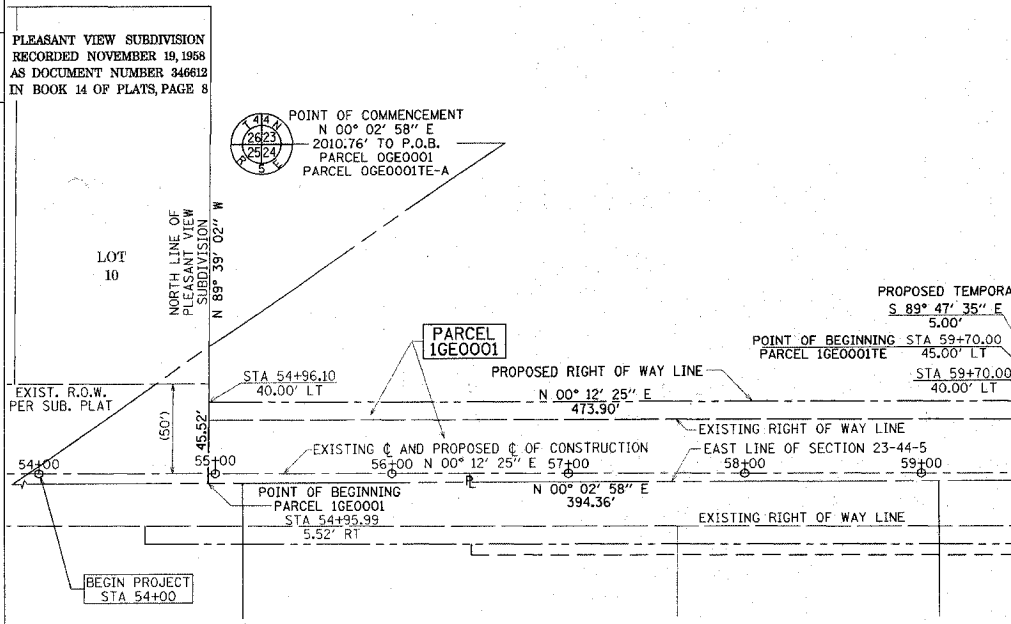 PLEASANT VIEW SUBDIVISION
RECORDED NOVEMBER 19, 1958
AS DOCUMENT NUMBER 346612
IN BOOK 14 OF PLATS, PAGE 8
T 44 N
26 23
25 24
R 5 E
POINT OF COMMENCEMENT
N 00° 02' 58" E
2010.76' TO P.O.B.
PARCEL 0GE0001
PARCEL 0GE0001TE-A
LOT
10
NORTH LINE OF
PLEASANT VIEW
SUBDIVISION
N 89° 39' 02" W
PARCEL
1GE0001
PROPOSED TEMPORA
S 89° 47' 35" E
5.00'
POINT OF BEGINNING STA 59+70.00
PARCEL 1GE0001TE 45.00' LT
STA 59+70.00
40.00' LT
STA 54+96.10
40.00' LT
PROPOSED RIGHT OF WAY LINE
N 00° 12' 25" E
473.90'
EXIST. R.O.W.
PER SUB. PLAT
(50')
45.52'
EXISTING RIGHT OF WAY LINE
EXISTING ℄ AND PROPOSED ℄ OF CONSTRUCTION
EAST LINE OF SECTION 23-44-5
54+00
55+00
56+00
N 00° 12' 25" E
57+00
58+00
59+00
PL
N 00° 02' 58" E
394.36'
POINT OF BEGINNING
PARCEL 1GE0001
STA 54+95.99
5.52' RT
EXISTING RIGHT OF WAY LINE
BEGIN PROJECT
STA 54+00